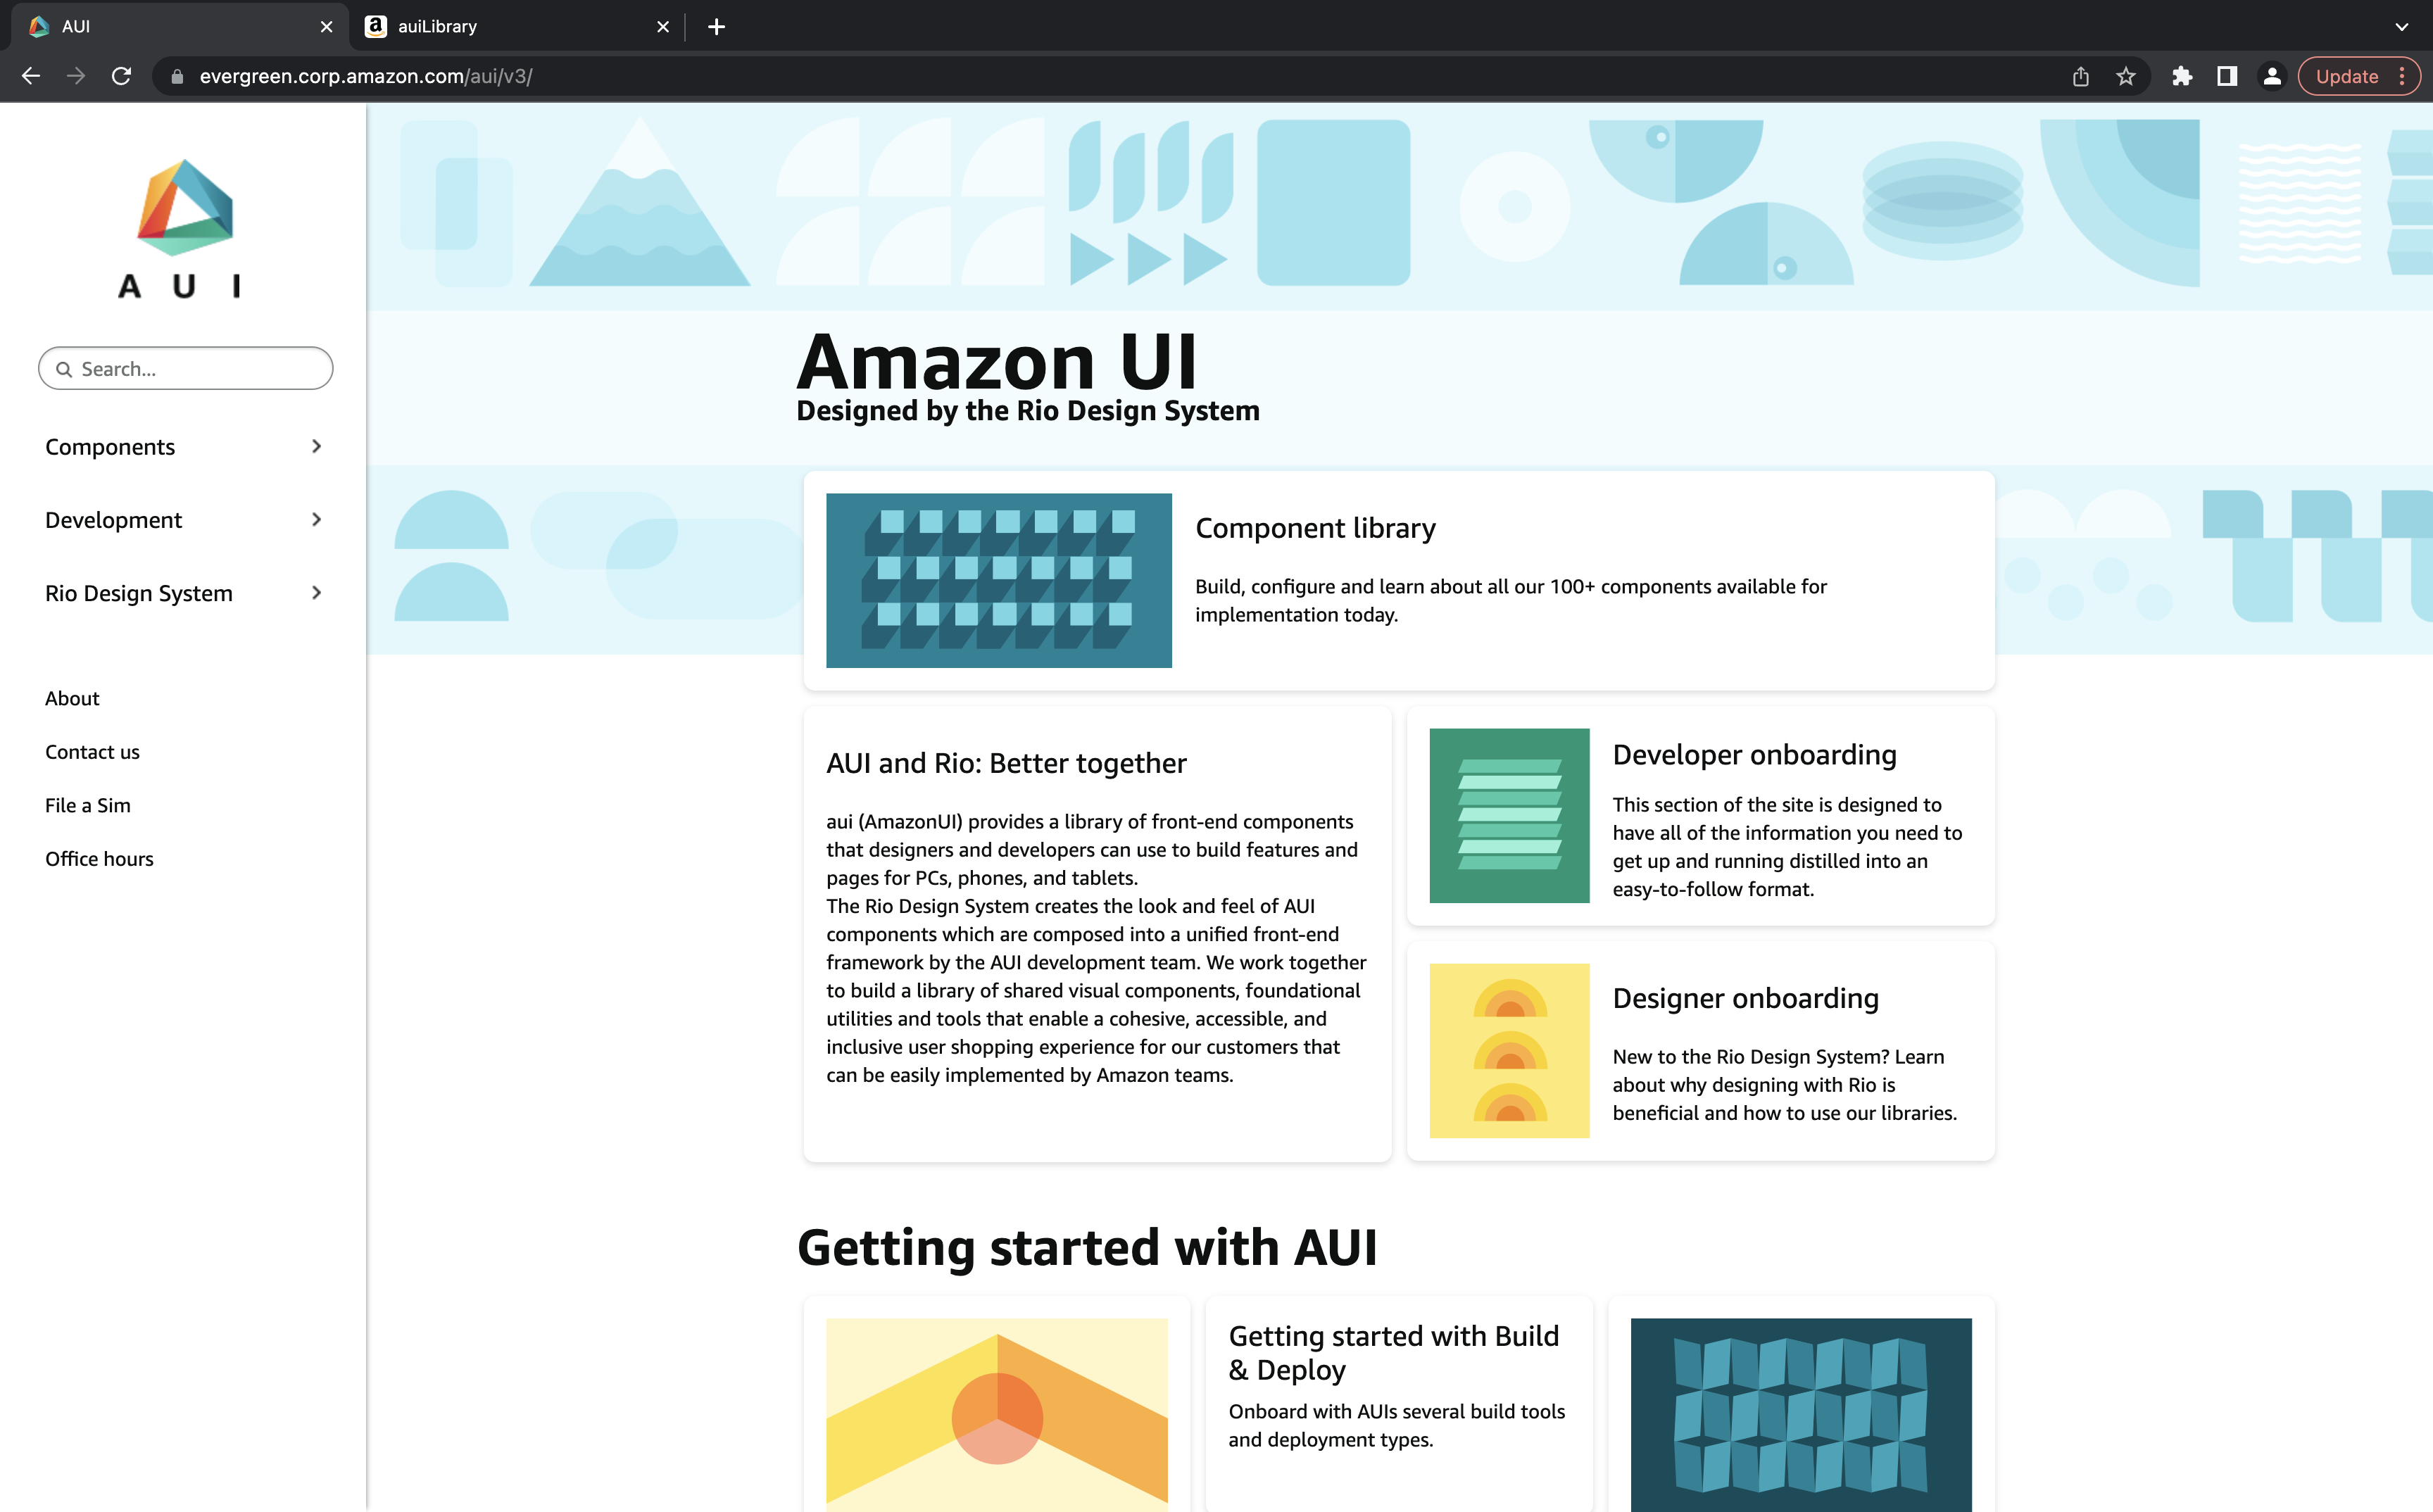 AUI
auiLibrary
evergreen.corp.amazon.com/aui/v3/
Update
A U I
Search...
Components
Development
Rio Design System
About
Contact us
File a Sim
Office hours
Amazon UI
Designed by the Rio Design System
Component library
Build, configure and learn about all our 100+ components available for
implementation today.
AUI and Rio: Better together
aui (AmazonUI) provides a library of front-end components
that designers and developers can use to build features and
pages for PCs, phones, and tablets.
The Rio Design System creates the look and feel of AUI
components which are composed into a unified front-end
framework by the AUI development team. We work together
to build a library of shared visual components, foundational
utilities and tools that enable a cohesive, accessible, and
inclusive user shopping experience for our customers that
can be easily implemented by Amazon teams.
Developer onboarding
This section of the site is designed to
have all of the information you need to
get up and running distilled into an
easy-to-follow format.
Designer onboarding
New to the Rio Design System? Learn
about why designing with Rio is
beneficial and how to use our libraries.
Getting started with AUI
Getting started with Build
& Deploy
Onboard with AUIs several build tools
and deployment types.